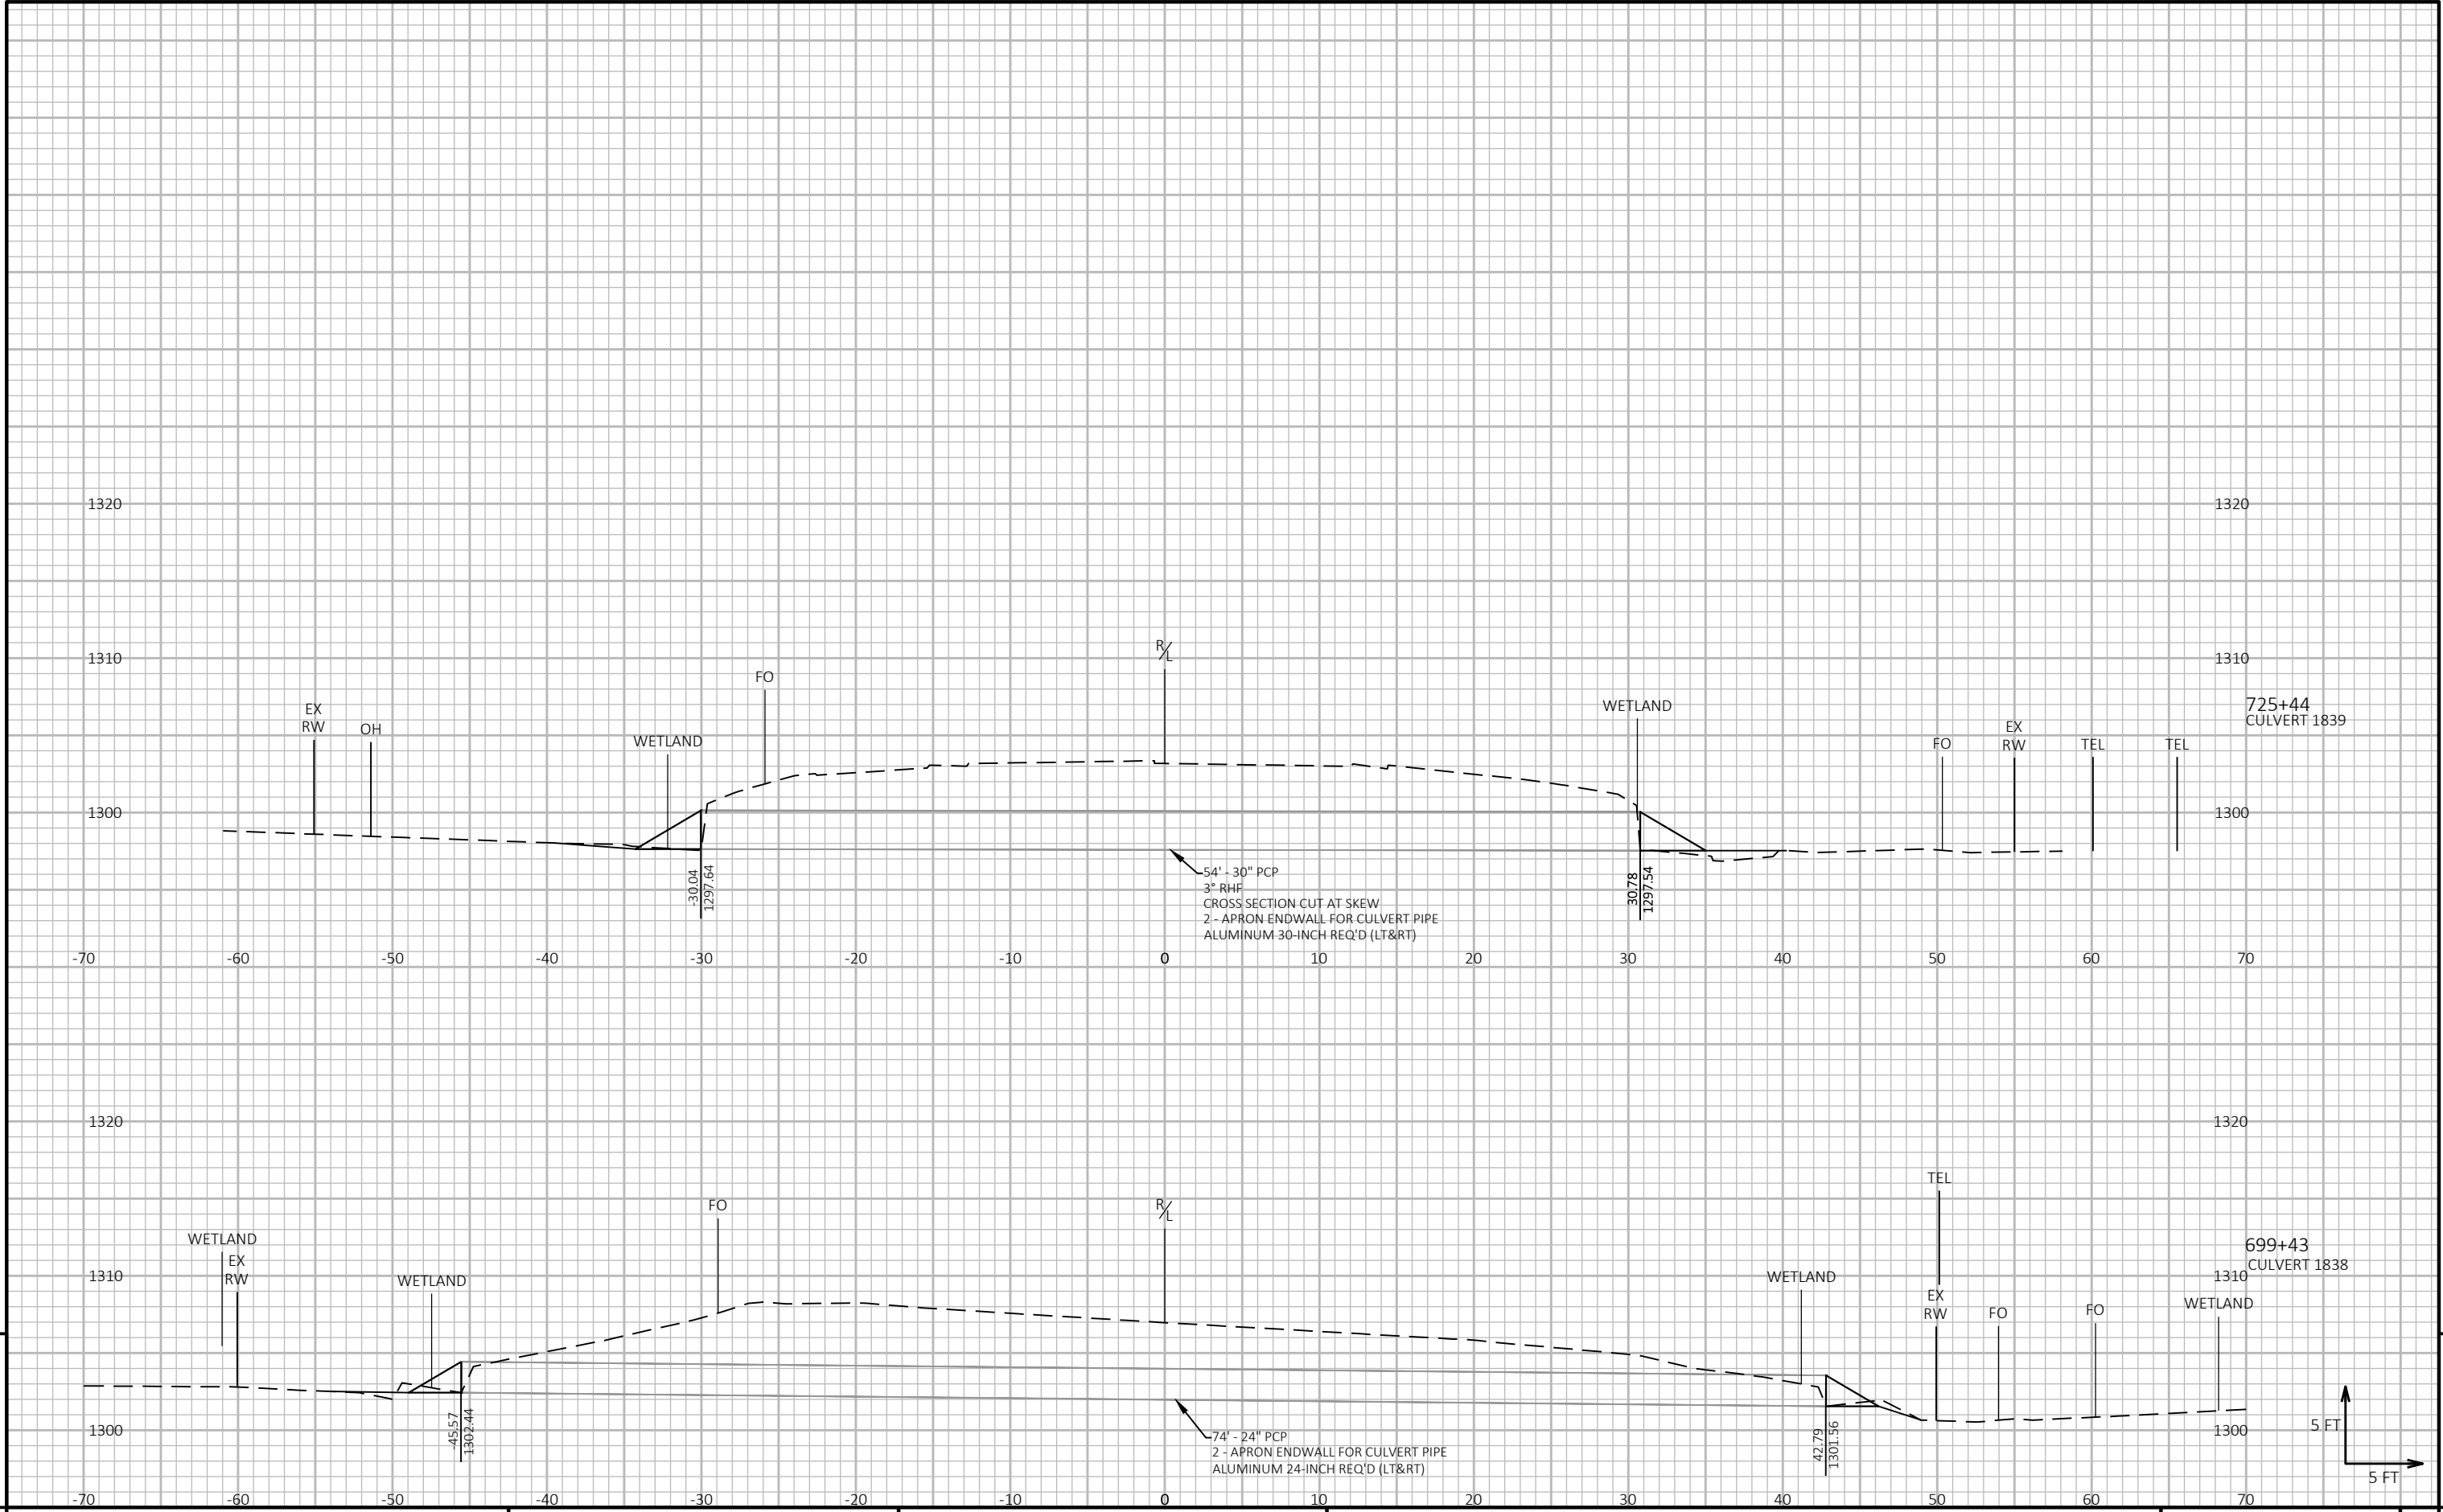 1320 1320
1310 1310
R/L
FO
EX
RW
OH
WETLAND
WETLAND
FO
EX
RW
TEL
TEL
725+44
CULVERT 1839
1300 1300
-30.04
1297.64
54' - 30" PCP
3° RHF
CROSS SECTION CUT AT SKEW
2 - APRON ENDWALL FOR CULVERT PIPE
ALUMINUM 30-INCH REQ'D (LT&RT)
30.78
1297.54
-70 -60 -50 -40 -30 -20 -10 0 10 20 30 40 50 60 70
1320 1320
TEL
FO
R/L
WETLAND
EX
RW
WETLAND
WETLAND
EX
RW
FO
FO
WETLAND
699+43
CULVERT 1838
1310 1310
1300 1300
-45.57
1302.44
74' - 24" PCP
2 - APRON ENDWALL FOR CULVERT PIPE
ALUMINUM 24-INCH REQ'D (LT&RT)
42.79
1301.56
5 FT
5 FT
-70 -60 -50 -40 -30 -20 -10 0 10 20 30 40 50 60 70